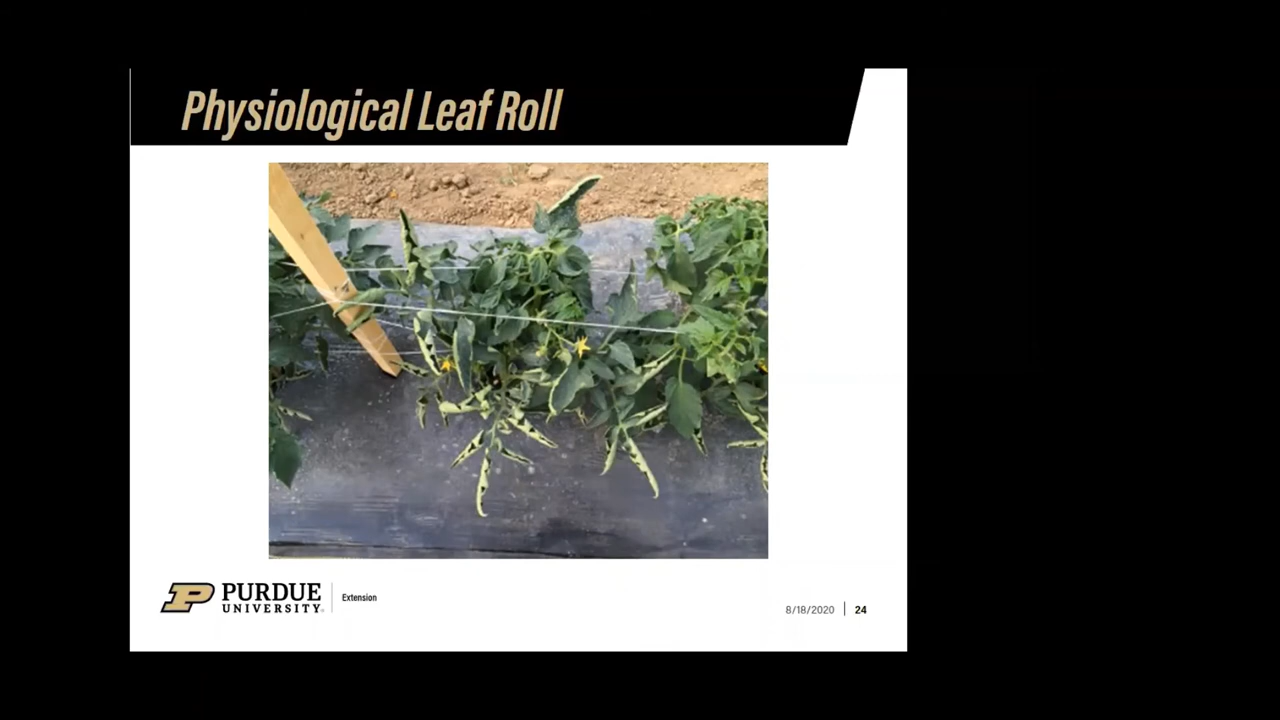 Physiological Leaf Roll
PURDUE
UNIVERSITY
Extension
8/18/2020
24